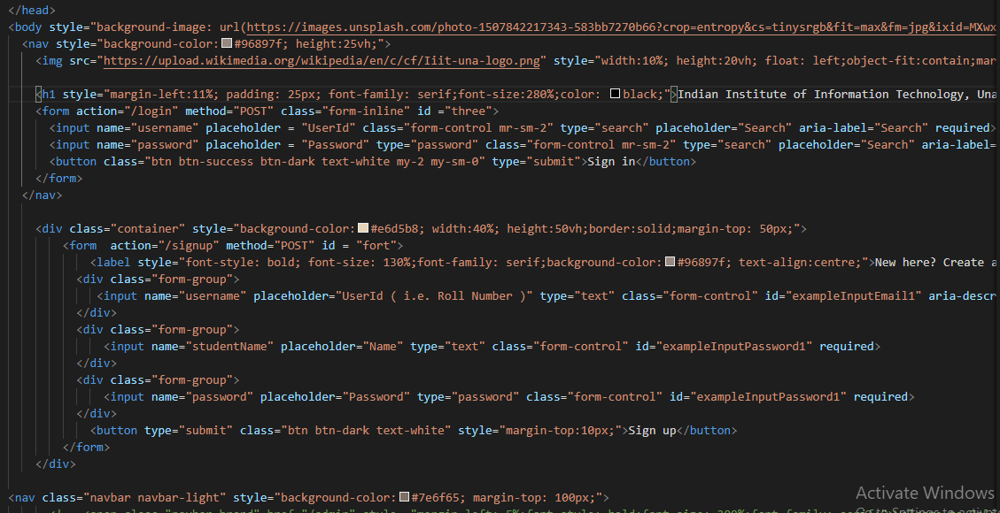 </head>
<body style="background-image: url(https://images.unsplash.com/photo-1507842217343-583bb7270b66?crop=entropy&cs=tinysrgb&fit=max&fm=jpg&ixid=MXwx
<nav style="background-color:#96897f; height:25vh;">
<img src="https://upload.wikimedia.org/wikipedia/en/c/cf/Iiit-una-logo.png" style="width:10%; height:20vh; float: left;object-fit:contain;mar
<h1 style="margin-left:11%; padding: 25px; font-family: serif;font-size:280%;color: black;">Indian Institute of Information Technology, Una
<form action="/login" method="POST" class="form-inline" id ="three">
<input name="username" placeholder = "UserId" class="form-control mr-sm-2" type="search" placeholder="Search" aria-label="Search" required>
<input name="password" placeholder = "Password" type="password" class="form-control mr-sm-2" type="search" placeholder="Search" aria-label=
<button class="btn btn-success btn-dark text-white my-2 my-sm-0" type="submit">Sign in</button>
</form>
</nav>
<div class="container" style="background-color:#e6d5b8; width:40%; height:50vh;border:solid;margin-top: 50px;">
<form  action="/signup" method="POST" id = "fort">
<label style="font-style: bold; font-size: 130%;font-family: serif;background-color:#96897f; text-align:centre;">New here? Create a
<div class="form-group">
<input name="username" placeholder="UserId ( i.e. Roll Number )" type="text" class="form-control" id="exampleInputEmail1" aria-descr
</div>
<div class="form-group">
<input name="studentName" placeholder="Name" type="text" class="form-control" id="exampleInputPassword1" required>
</div>
<div class="form-group">
<input name="password" placeholder="Password" type="password" class="form-control" id="exampleInputPassword1" required>
</div>
<button type="submit" class="btn btn-dark text-white" style="margin-top:10px;">Sign up</button>
</form>
</div>
Activate Windows
<nav class="navbar navbar-light" style="background-color:#7e6f65; margin-top: 100px;">